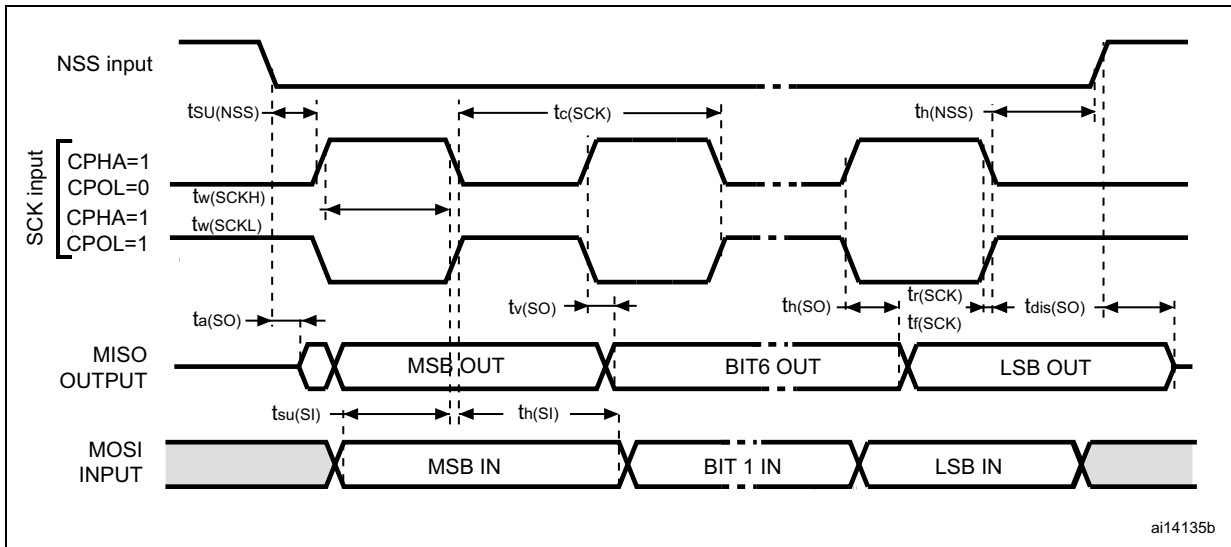 NSS input
tSU(NSS)
tc(SCK)
th(NSS)
SCK input
CPHA=1
CPOL=0
tw(SCKH)
CPHA=1
tw(SCKL)
CPOL=1
ta(SO)
tv(SO)
th(SO)
tr(SCK)
tf(SCK)
tdis(SO)
MISO
OUTPUT
MSB OUT
BIT6 OUT
LSB OUT
tsu(SI)
th(SI)
MOSI
INPUT
MSB IN
BIT 1 IN
LSB IN
ai14135b